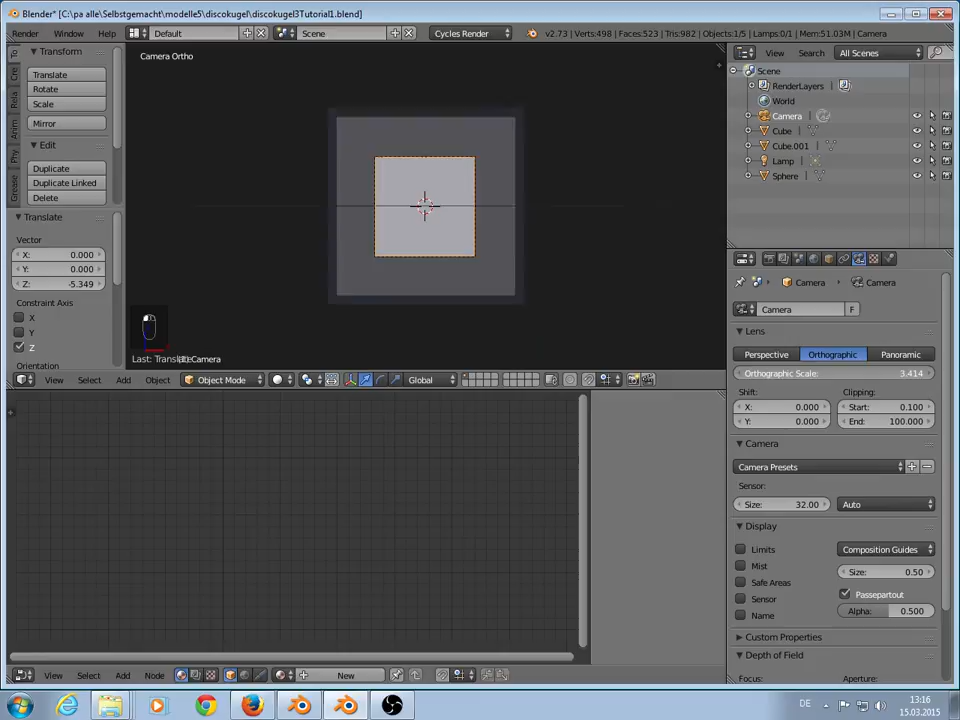 Blender* [C:\pa alle\Selbstgemacht\modelle5\discokugel\discokugel3Tutorial1.blend]
Render Window Help Default Scene Cycles Render v2.73 | Verts:498 | Faces:523 | Tris:982 | Objects:1/5 | Lamps:0/1 | Mem:51.03M | Camera
Transform
Translate
Rotate
Scale
Mirror
Edit
Duplicate
Duplicate Linked
Delete
To
Cre
Rela
Anim
Phy
Grease
Translate
Vector
X: 0.000
Y: 0.000
Z: -5.349
Constraint Axis
X
Y
Z
Orientation
Camera Ortho
View Select Add Object Object Mode Global
View Select Add Node New
View Search All Scenes
Scene
RenderLayers
World
Camera
Cube
Cube.001
Lamp
Sphere
Camera Camera
Camera F
Lens
Perspective Orthographic Panoramic
Orthographic Scale: 3.414
Shift: Clipping:
X: 0.000 Start: 0.100
Y: 0.000 End: 100.000
Camera
Camera Presets
Sensor:
Size: 32.00 Auto
Display
Limits Composition Guides
Mist Size: 0.50
Safe Areas
Sensor Passepartout
Name Alpha: 0.500
Custom Properties
Depth of Field
Focus: Aperture:
DE 13:16
15.03.2015